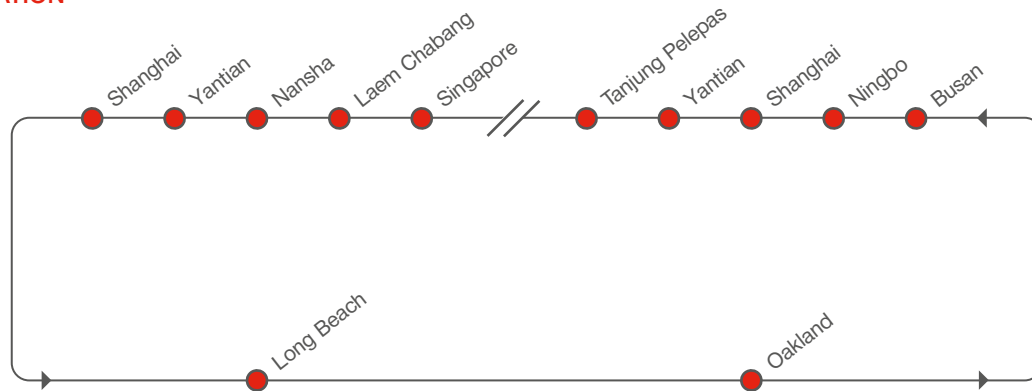 Shanghai
Yantian
Nansha
Laem Chabang
Singapore
Tanjung Pelepas
Yantian
Shanghai
Ningbo
Busan
Long Beach
Oakland